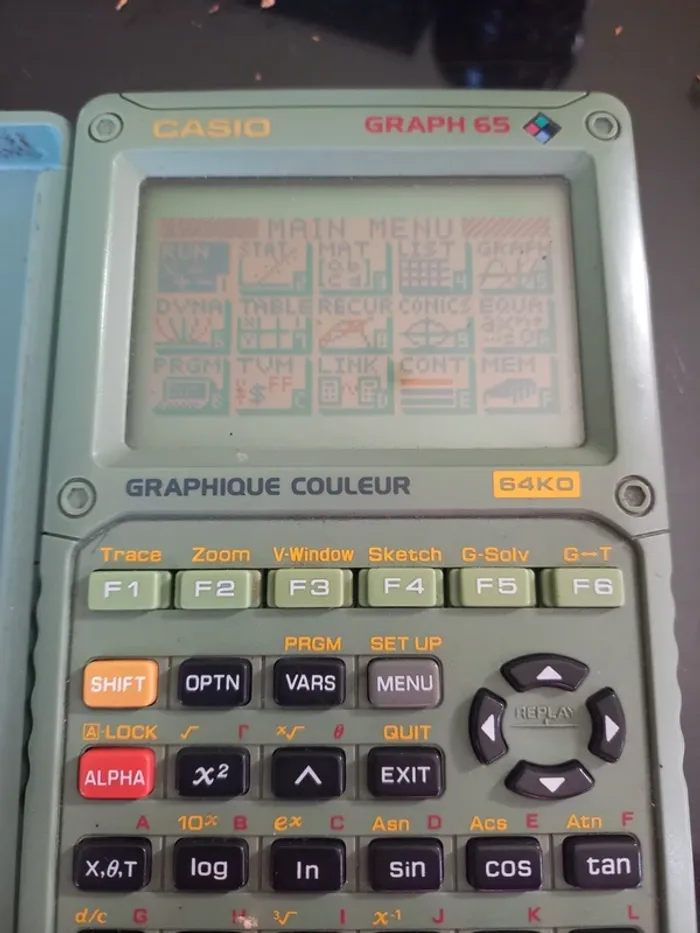 CASIO GRAPH 65
MAIN MENU
RUN STAT MAT LIST GRAPH
DYNA TABLE RECUR CONICS EQUA
PRGM TVM LINK CONT MEM
GRAPHIQUE COULEUR 64KO
Trace Zoom V-Window Sketch G-Solv G↔T
F1 F2 F3 F4 F5 F6
PRGM SET UP
SHIFT OPTN VARS MENU
REPLAY
A-LOCK √ Γ ˣ√ θ QUIT
ALPHA x² ^ EXIT
A 10ˣ B eˣ C Asn D Acs E Atn F
X,θ,T log ln sin cos tan
d/c G H ³√ I x⁻¹ J K L